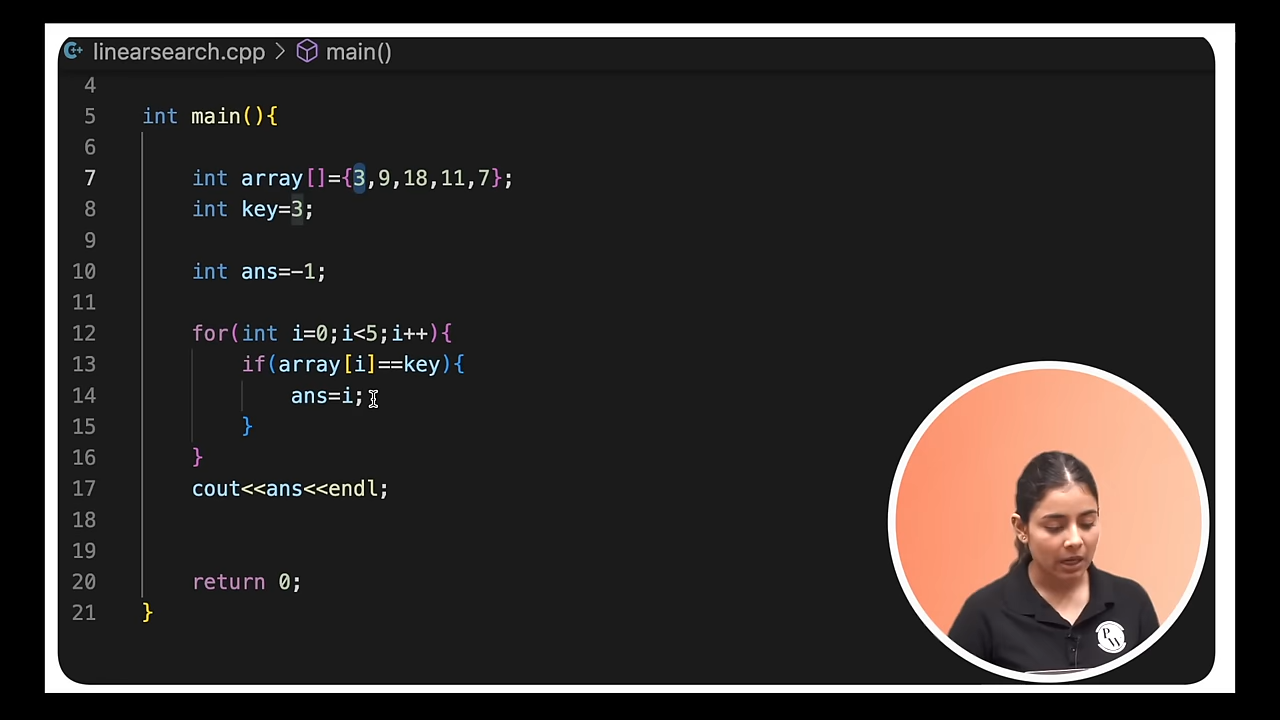 linearsearch.cpp > main()
4
5 int main(){
6
7 int array[]={3,9,18,11,7};
8 int key=3;
9
10 int ans=-1;
11
12 for(int i=0;i<5;i++){
13 if(array[i]==key){
14 ans=i;
15 }
16 }
17 cout<<ans<<endl;
18
19
20 return 0;
21 }
PW